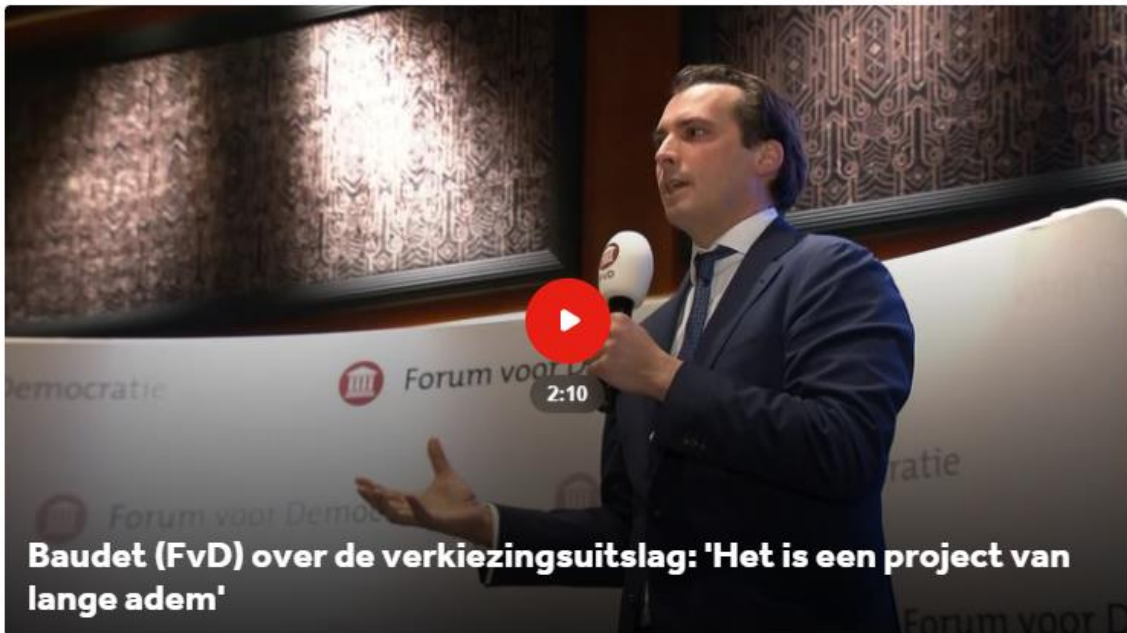 FvD
Democratie
Forum voor D
2:10
ratie
Forum voor Democ
Baudet (FvD) over de verkiezingsuitslag: 'Het is een project van
lange adem'
Forum voor D